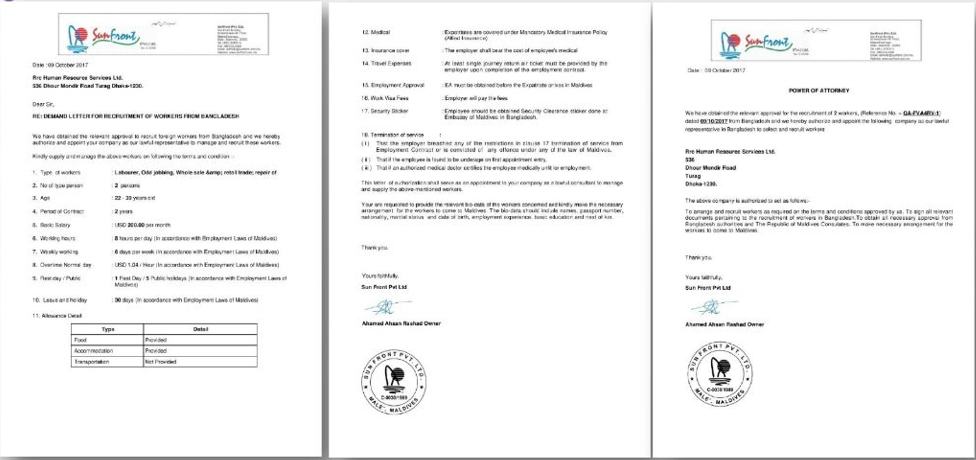 SunFront
Sun Front Pvt Ltd.
Date : 09 October 2017
Rre Human Resource Services Ltd.
536 Dhour Mondir Road Turag Dhaka-1230.
Dear Sir,
RE: DEMAND LETTER FOR RECRUITMENT OF WORKERS FROM BANGLADESH
We have obtained the relevant approval to recruit foreign workers from Bangladesh and we hereby
authorize and appoint your company as our lawful representative to manage and recruit these workers.
Kindly supply and manage the above workers on following the terms and condition :-
1. Type of workers : Labourer, Odd jobbing, Whole sale &amp; retail trade; repair of
2. No of type person : 2 persons
3. Age : 22 - 39 years old
4. Period of Contract : 2 years
5. Basic Salary : USD 200.00 per month
6. Working hours : 8 hours per day (In accordance with Employment Laws of Maldives)
7. Weekly working : 6 days per week (In accordance with Employment Laws of Maldives)
8. Overtime Normal day : USD 1.04 / Hour (In accordance with Employment Laws of Maldives)
9. Rest day / Public : 1 Rest Day / 5 Public holidays (In accordance with Employment Laws of
Maldives)
10. Leave and holiday : 30 days (In accordance with Employment Laws of Maldives)
11. Allowance Detail
Type Detail
Food Provided
Accommodation Provided
Transportation Not Provided
12. Medical : Expatriates are covered under Mandatory Medical Insurance Policy
(Allied Insurance)
13. Insurance cover : The employer shall bear the cost of employee's medical
14. Travel Expenses : At least single journey return air ticket must be provided by the
employer upon completion of the employment contract.
15. Employment Approval : EA must be obtained before the Expatriate arrives in Maldives
16. Work Visa Fees : Employer will pay the fees
17. Security Sticker : Employee should be obtained Security Clearance sticker done at
Embassy of Maldives in Bangladesh.
18. Termination of service :
(i) That the employer breached any of the restrictions in clause 17 termination of service from
Employment Contract or is convicted of any offence under any of the law of Maldives.
(ii) That if the employee is found to be underage on first appointment entry.
(iii) That if an authorized medical doctor certifies the employee medically unfit for employment.
This letter of authorization shall serve as an appointment to your company as a lawful consultant to manage
and supply the above-mentioned workers.
Your are requested to provide the relevant bio-data of the workers concerned and kindly make the necessary
arrangement for the workers to come to Maldives. The bio-data should include names, passport number,
nationality, marital status and date of birth, employment experience, basic education and next of kin.
Thank you.
Yours faithfully,
Sun Front Pvt Ltd
Ahamed Ahsan Rashad Owner
SUN FRONT PVT. LTD.
MALE', MALDIVES
SunFront
Sun Front Pvt Ltd.
Date : 09 October 2017
POWER OF ATTORNEY
We have obtained the relevant approval for the recruitment of 2 workers, (Reference No. -
dated 09/10/2017 from Bangladesh and we hereby authorize and appoint the following company as our lawful
representative in Bangladesh to select and recruit workers
Rre Human Resource Services Ltd.
536
Dhour Mondir Road
Turag
Dhaka-1230.
The above company is authorized to act as follows:-
To arrange and recruit workers as required on the terms and conditions approved by us. To sign all relevant
documents pertaining to the recruitment of workers in Bangladesh. To obtain all necessary approval from
Bangladesh authorities and The Republic of Maldives Consulates. To make necessary arrangement for the
workers to come to Maldives.
Thank you.
Yours faithfully,
Sun Front Pvt Ltd
Ahamed Ahsan Rashad Owner
SUN FRONT PVT. LTD.
MALE', MALDIVES